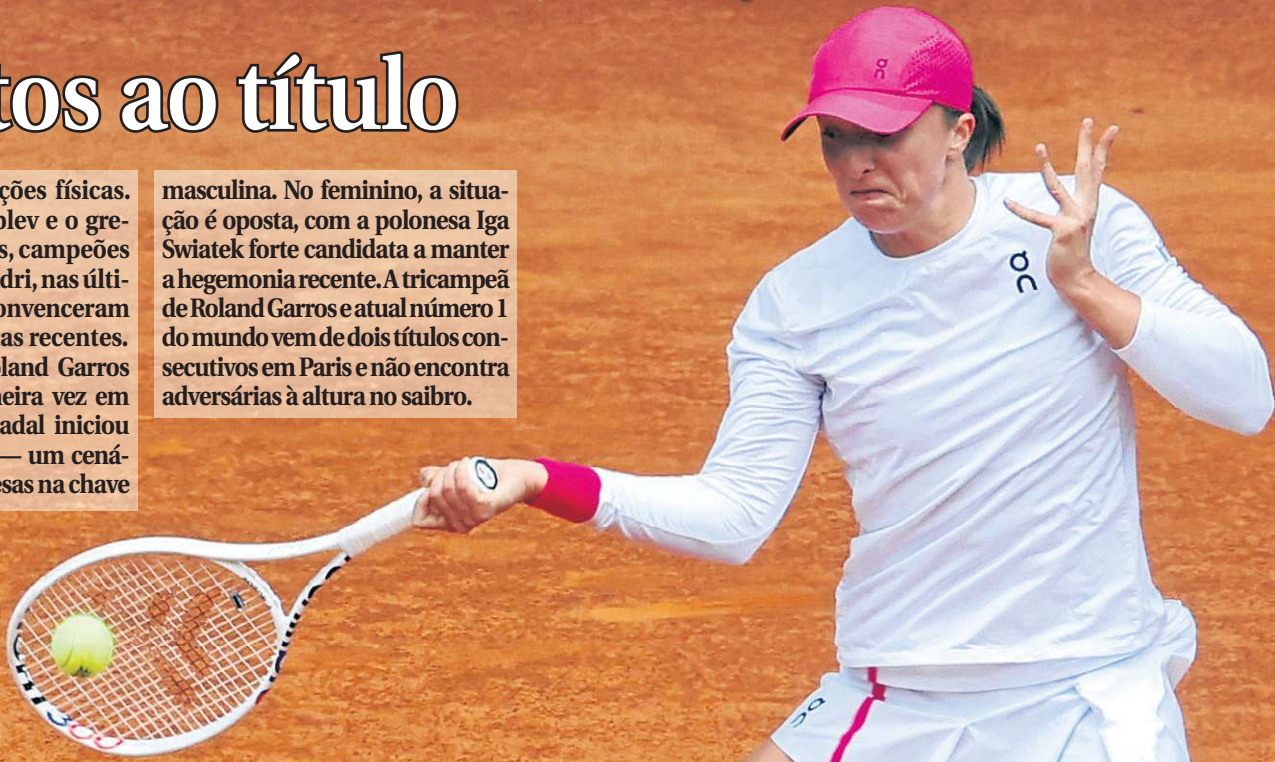 tos ao título
ções físicas.
olev e o gre-
s, campeões
dri, nas últi-
onvenceram
as recentes.
land Garros
eira vez em
adal iniciou
— um cená-
esas na chave
masculina. No feminino, a situa-
ção é oposta, com a polonesa Iga
Swiatek forte candidata a manter
a hegemonia recente. A tricampeã
de Roland Garros e atual número 1
do mundo vem de dois títulos con-
secutivos em Paris e não encontra
adversárias à altura no saibro.
300